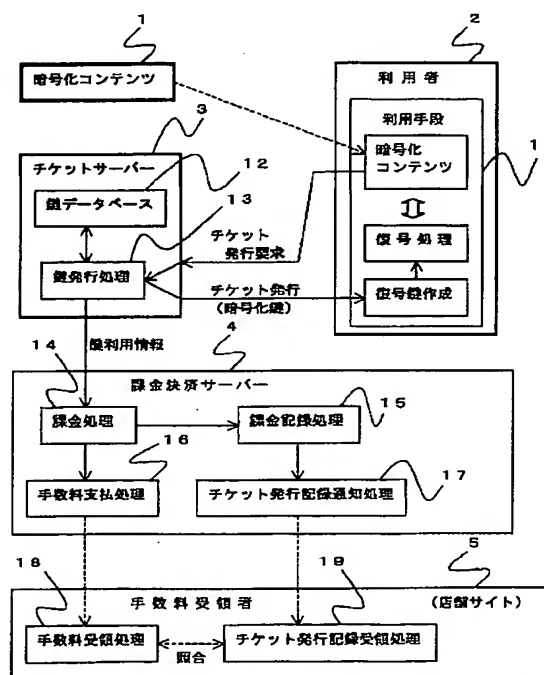 1
暗号化コンテンツ
2
利用者
利用手段
暗号化
コンテンツ
1
復号処理
復号鍵作成
3
チケットサーバー
12
鍵データベース
13
鍵発行処理
チケット
発行要求
チケット発行
(暗号化鍵)
鍵利用情報
4
課金決済サーバー
14
課金処理
15
課金記録処理
16
手数料支払処理
17
チケット発行記録通知処理
5
手数料受領者
(店舗サイト)
18
手数料受領処理
19
チケット発行記録受領処理
照合